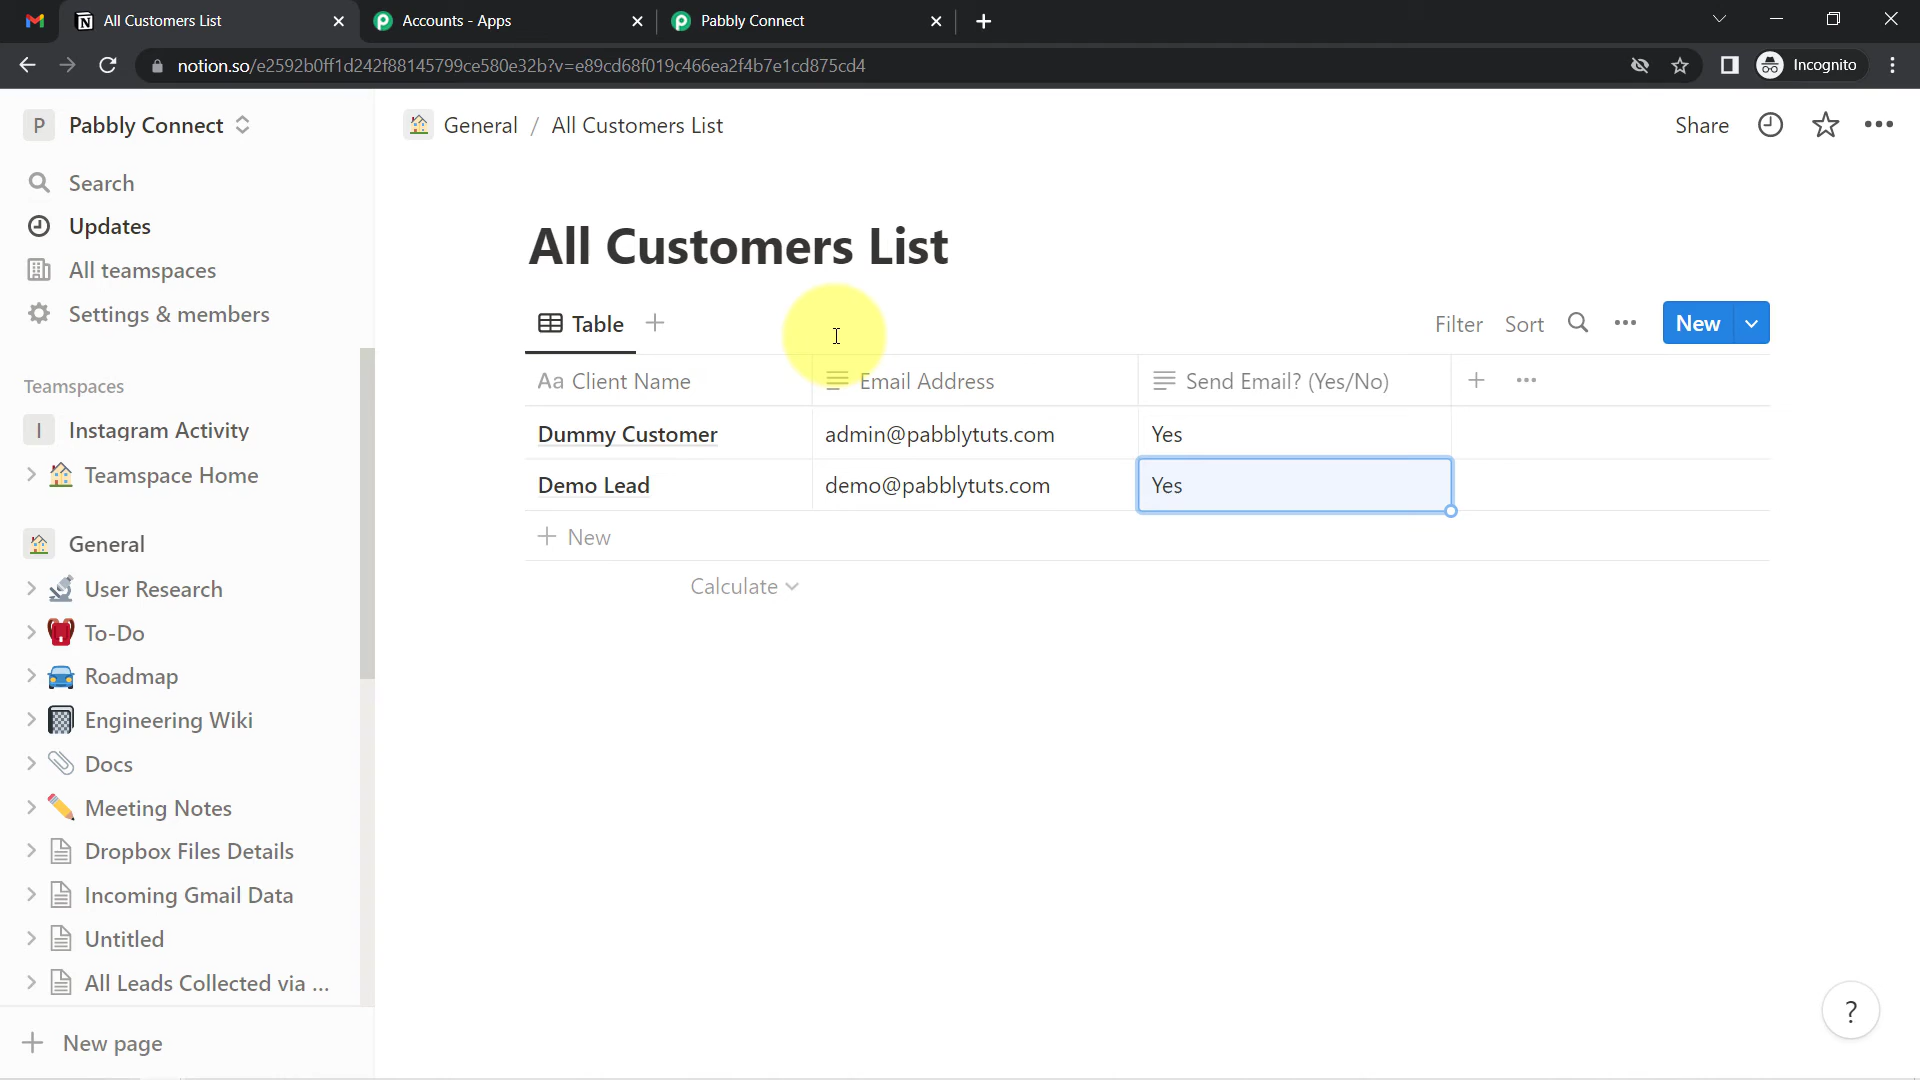 All Customers List
Accounts - Apps
Pabbly Connect
notion.so/e2592b0ff1d242f88145799ce580e32b?v=e89cd68f019c466ea2f4b7e1cd875cd4
Incognito
P Pabbly Connect
General / All Customers List
Share
Search
Updates
All teamspaces
Settings & members
Teamspaces
I Instagram Activity
Teamspace Home
General
User Research
To-Do
Roadmap
Engineering Wiki
Docs
Meeting Notes
Dropbox Files Details
Incoming Gmail Data
Untitled
All Leads Collected via ...
New page
All Customers List
Table
Filter Sort New
Aa Client Name Email Address Send Email? (Yes/No)
Dummy Customer admin@pabblytuts.com Yes
Demo Lead demo@pabblytuts.com Yes
New
Calculate
?